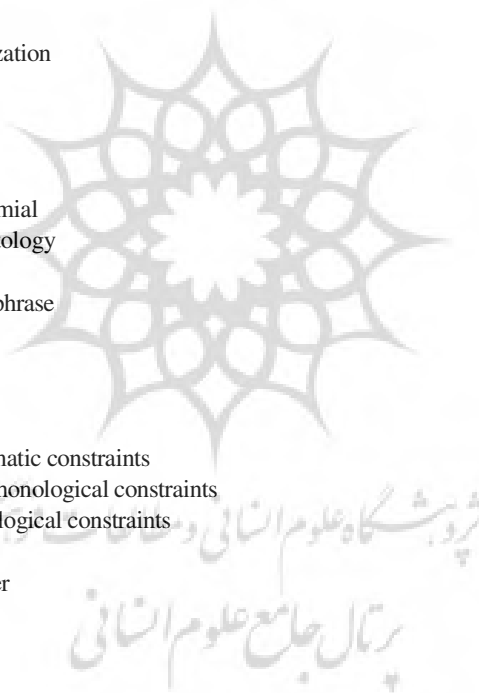 zation
mial
ology
phrase
natic constraints
honological constraints
logical constraints
پژوهشگاه علوم انسانی و مطالعات فرهنگی
er
پرتال جامع علوم انسانی